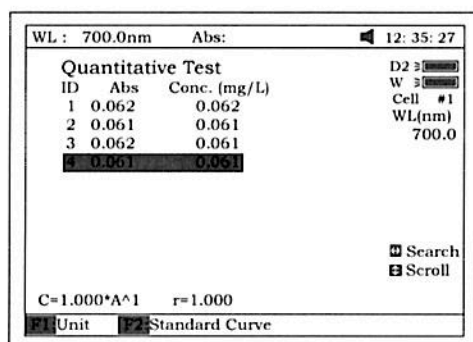 WL: 700.0nm Abs: 12:35:27
Quantitative Test
D2
ID Abs Conc. (mg/L)
W
1 0.062 0.062
Cell #1
2 0.061 0.061
WL(nm)
3 0.062 0.061
700.0
4 0.061 0.061
Search
Scroll
C=1.000*A^1 r=1.000
F1:Unit F2:Standard Curve